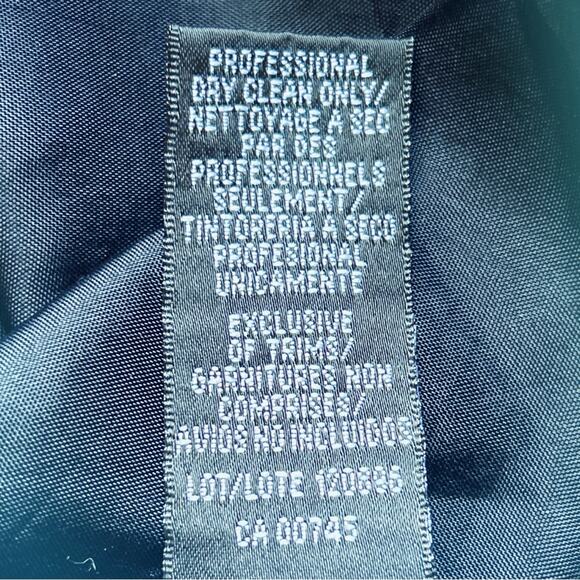 PROFESSIONAL
DRY CLEAN ONLY/
NETTOYAGE A SEC
PAR DES
PROFESSIONNELS
SEULEMENT/
TINTORERIA A SECO
PROFESIONAL
UNICAMENTE
EXCLUSIVE
OF TRIMS/
GARNITURES NON
COMPRISES/
AVIOS NO INCLUIDOS
LOT/LOTE
CA 00745